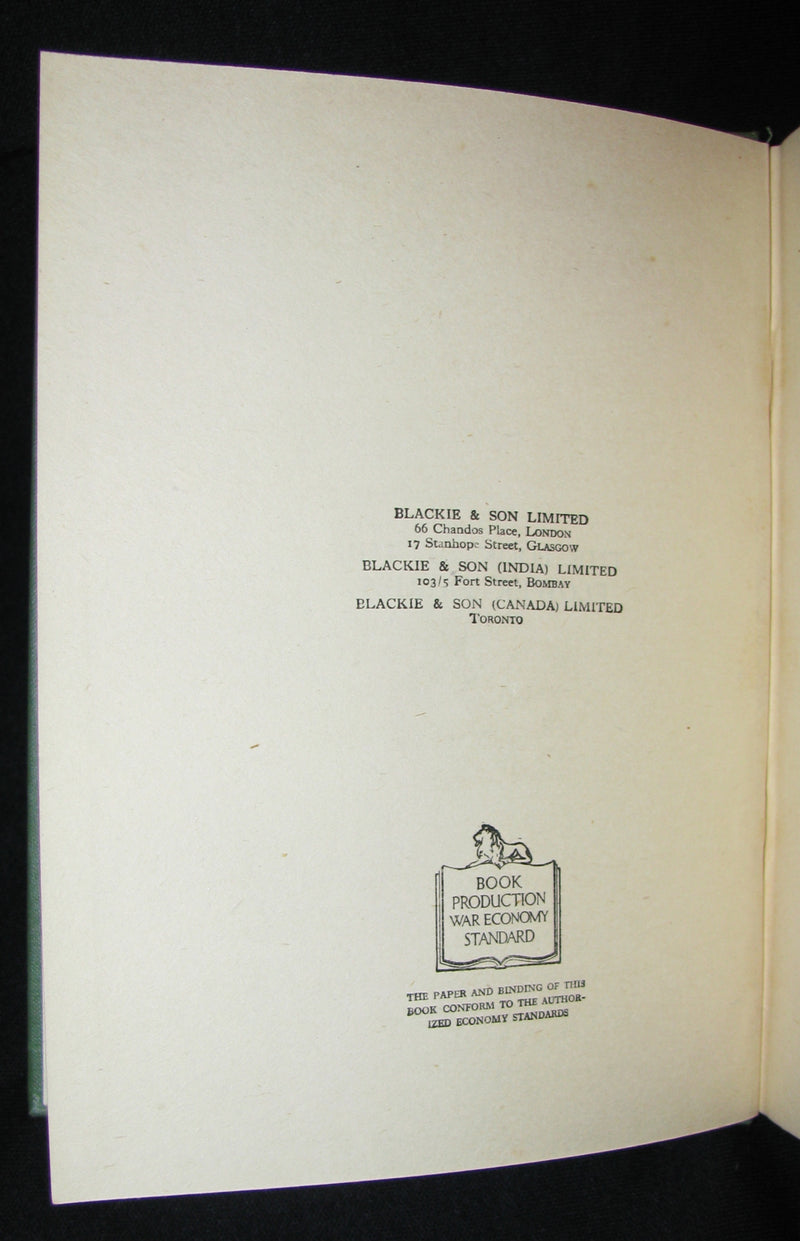 BLACKIE & SON LIMITED
66 Chandos Place, LONDON
17 Stanhope Street, GLASGOW
BLACKIE & SON (INDIA) LIMITED
103/5 Fort Street, BOMBAY
BLACKIE & SON (CANADA) LIMITED
TORONTO
BOOK
PRODUCTION
WAR ECONOMY
STANDARD
THE PAPER AND BINDING OF THIS
BOOK CONFORM TO THE AUTHOR-
IZED ECONOMY STANDARDS